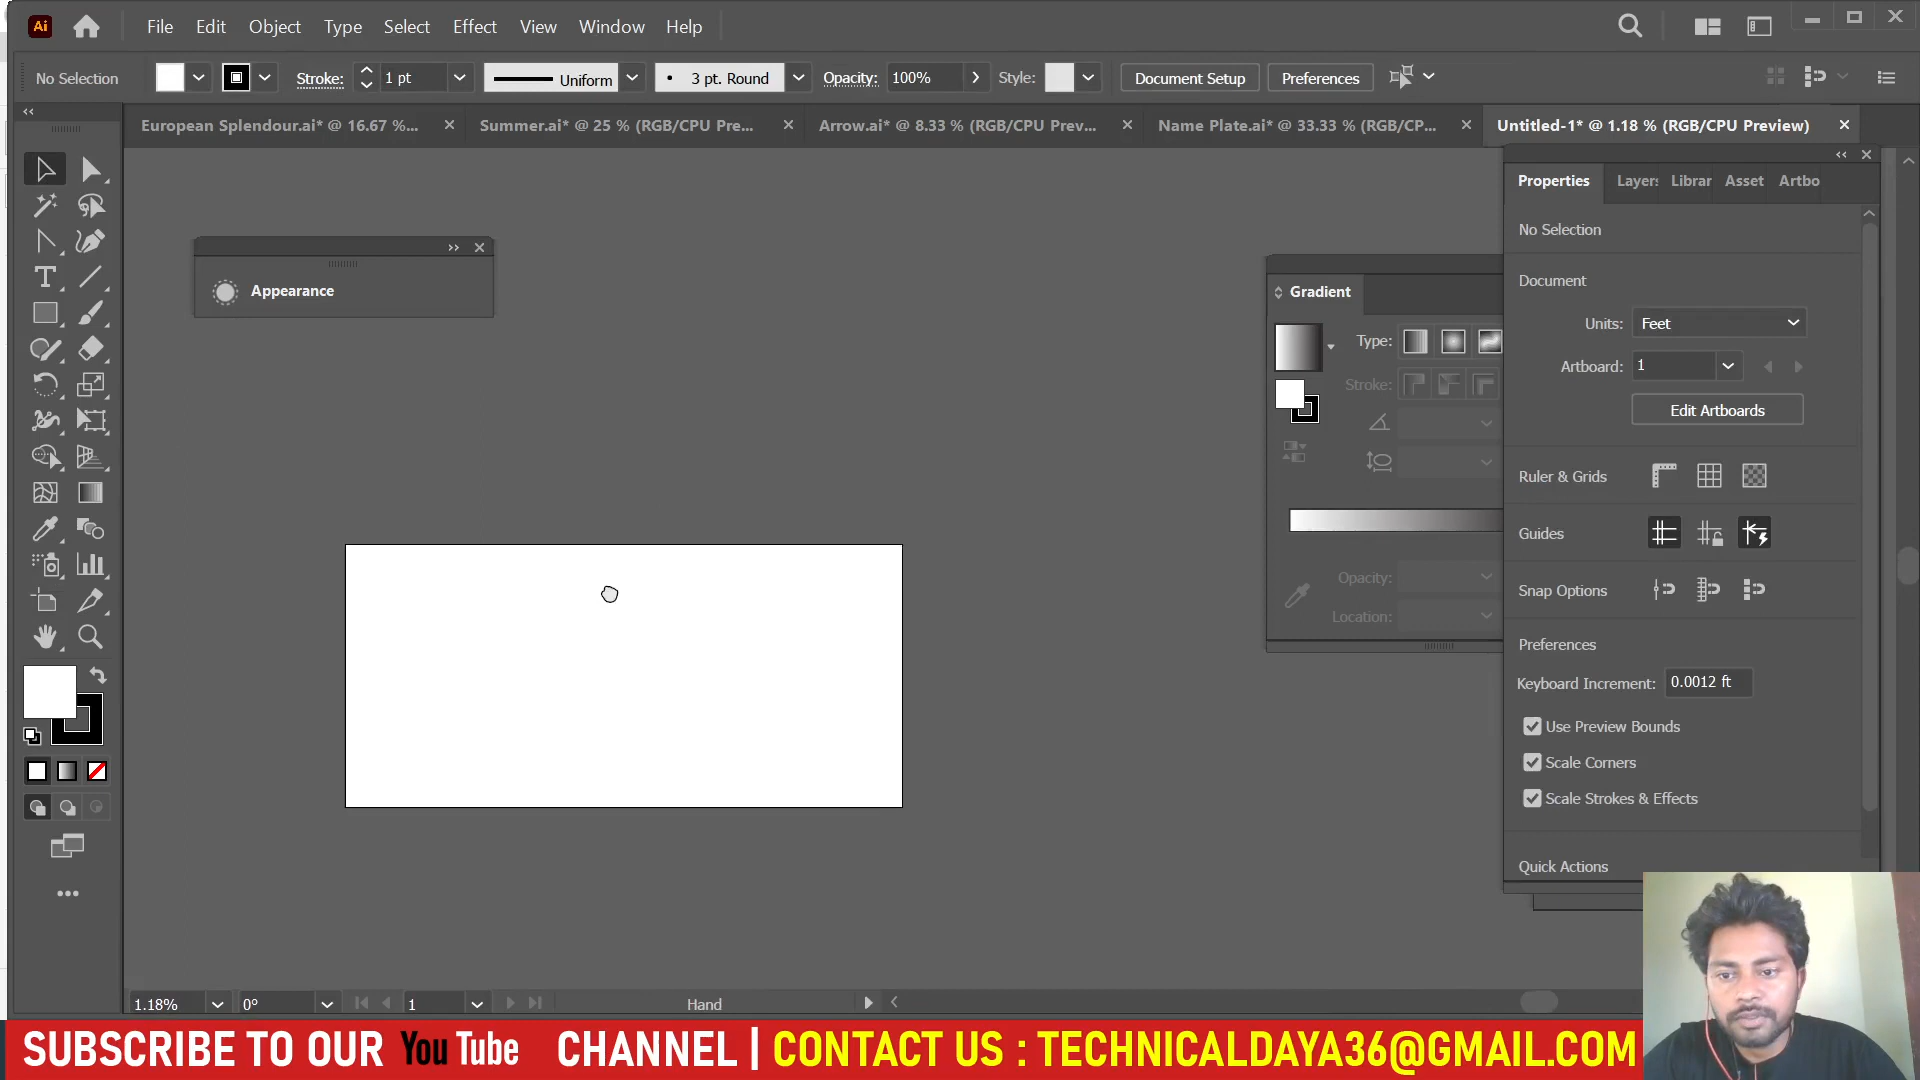 Ai File Edit Object Type Select Effect View Window Help
No Selection Stroke: 1 pt Uniform 3 pt. Round Opacity: 100% Style: Document Setup Preferences
European Splendour.ai* @ 16.67 %... Summer.ai* @ 25 % (RGB/CPU Pre... Arrow.ai* @ 8.33 % (RGB/CPU Prev... Name Plate.ai* @ 33.33 % (RGB/CP... Untitled-1* @ 1.18 % (RGB/CPU Preview)
Properties Layers Librar Asset Artbo
No Selection
Appearance
Document
Gradient
Units: Feet
Type:
Artboard: 1
Stroke:
Edit Artboards
Ruler & Grids
Guides
Opacity:
Snap Options
Location:
Preferences
Keyboard Increment: 0.0012 ft
Use Preview Bounds
Scale Corners
Scale Strokes & Effects
Quick Actions
1.18% 0° 1 Hand
SUBSCRIBE TO OUR YouTube CHANNEL | CONTACT US : TECHNICALDAYA36@GMAIL.COM